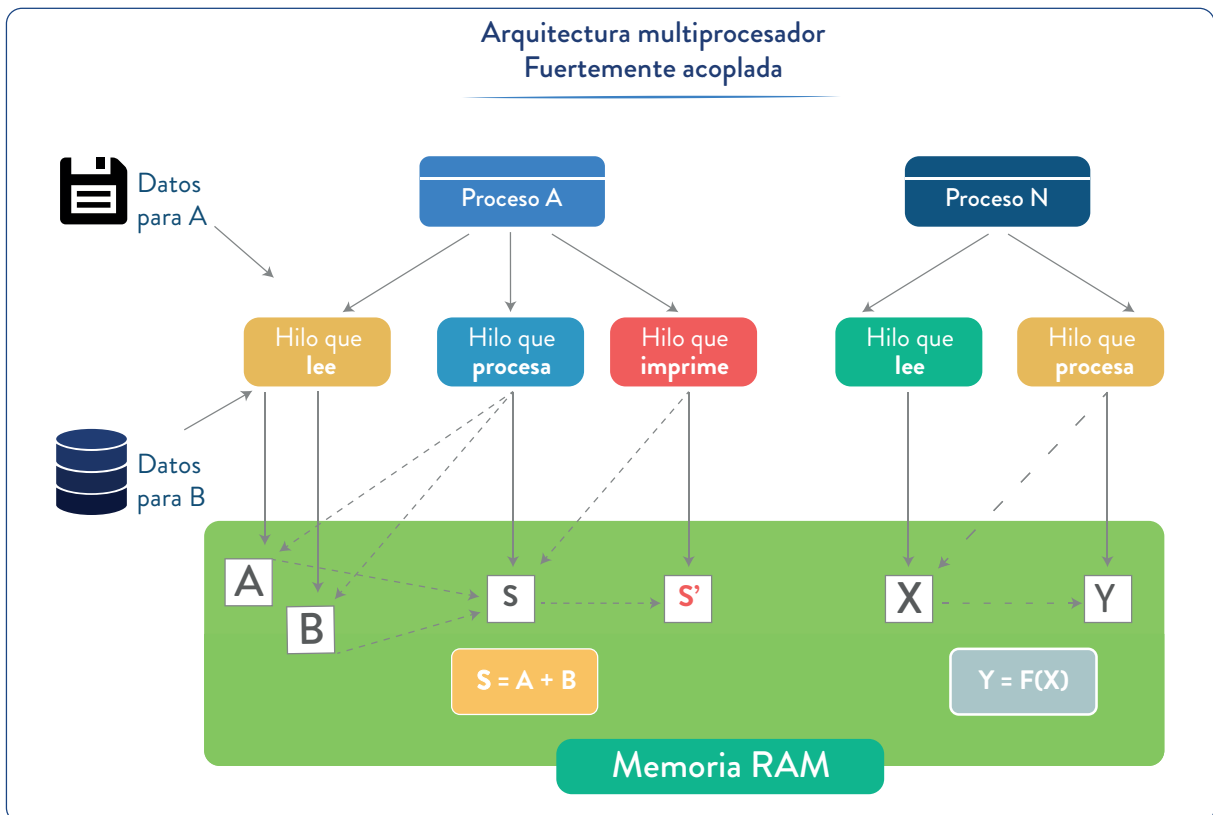 Arquitectura multiprocesador
Fuertemente acoplada
Datos
para A
Proceso A
Proceso N
Hilo que
lee
Hilo que
procesa
Hilo que
imprime
Hilo que
lee
Hilo que
procesa
Datos
para B
A
B
S
S'
X
Y
S = A + B
Y = F(X)
Memoria RAM